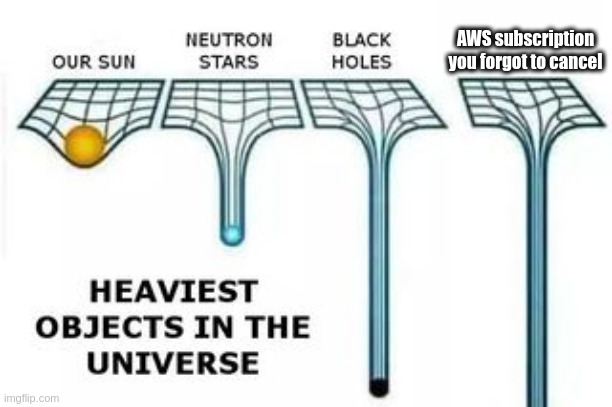 OUR SUN
NEUTRON
STARS
BLACK
HOLES
AWS subscription
you forgot to cancel
HEAVIEST
OBJECTS IN THE
UNIVERSE
imgflip.com